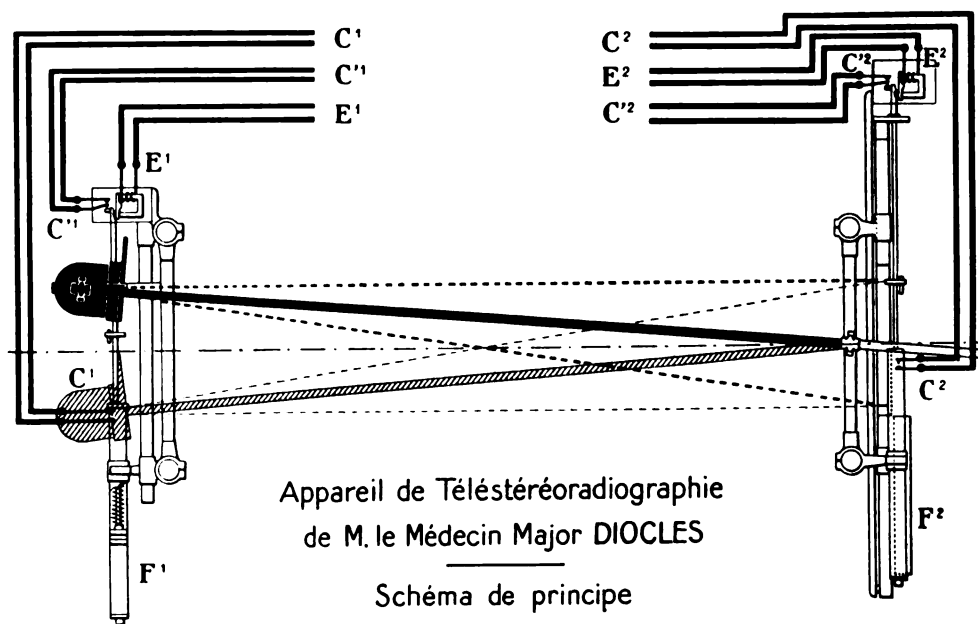 C¹ C² E²
C"¹ E² C"²
E¹ C"²
E¹
C"¹
C¹
C²
Appareil de Téléstéréoradiographie
de M. le Médecin Major DIOCLES
F²
F¹
Schéma de principe